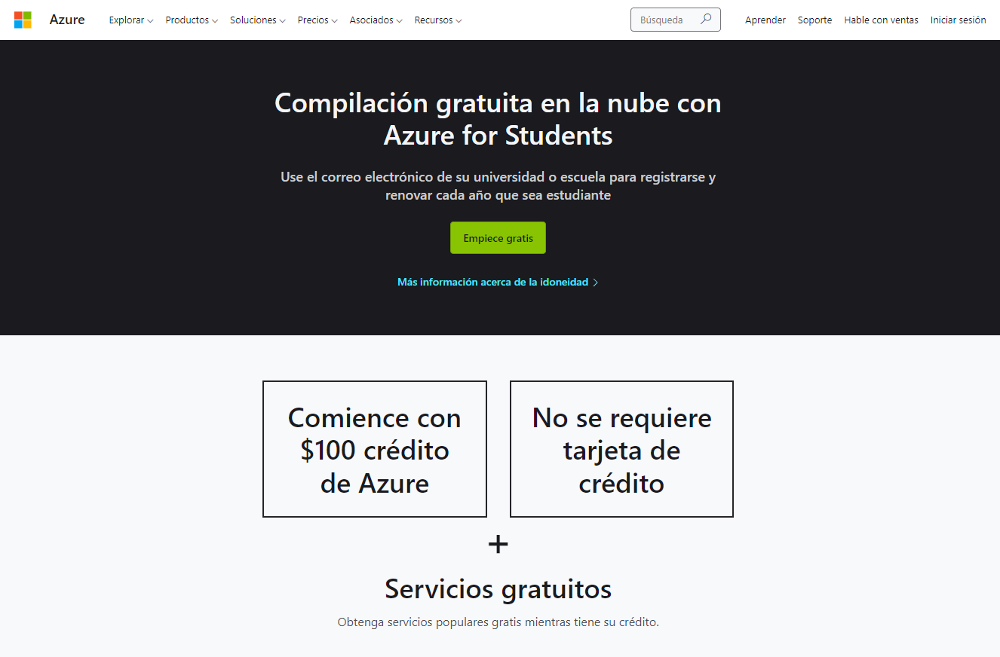 Azure Explorar Productos Soluciones Precios Asociados Recursos Búsqueda Aprender Soporte Hable con ventas Iniciar sesión
Compilación gratuita en la nube con
Azure for Students
Use el correo electrónico de su universidad o escuela para registrarse y
renovar cada año que sea estudiante
Empiece gratis
Más información acerca de la idoneidad
Comience con
$100 crédito
de Azure
No se requiere
tarjeta de
crédito
+
Servicios gratuitos
Obtenga servicios populares gratis mientras tiene su crédito.